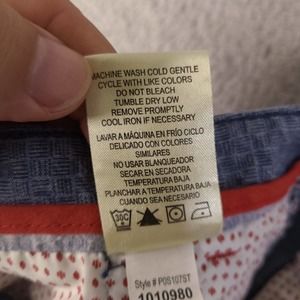 MACHINE WASH COLD GENTLE
CYCLE WITH LIKE COLORS
DO NOT BLEACH
TUMBLE DRY LOW
REMOVE PROMPTLY
COOL IRON IF NECESSARY
LAVAR A MÁQUINA EN FRÍO CICLO
DELICADO CON COLORES
SIMILARES
NO USAR BLANQUEADOR
SECAR EN SECADORA
TEMPERATURA BAJA
PLANCHAR A TEMPERATURA BAJA
CUANDO SEA NECESARIO
30C
Style # P0S107ST
1010980